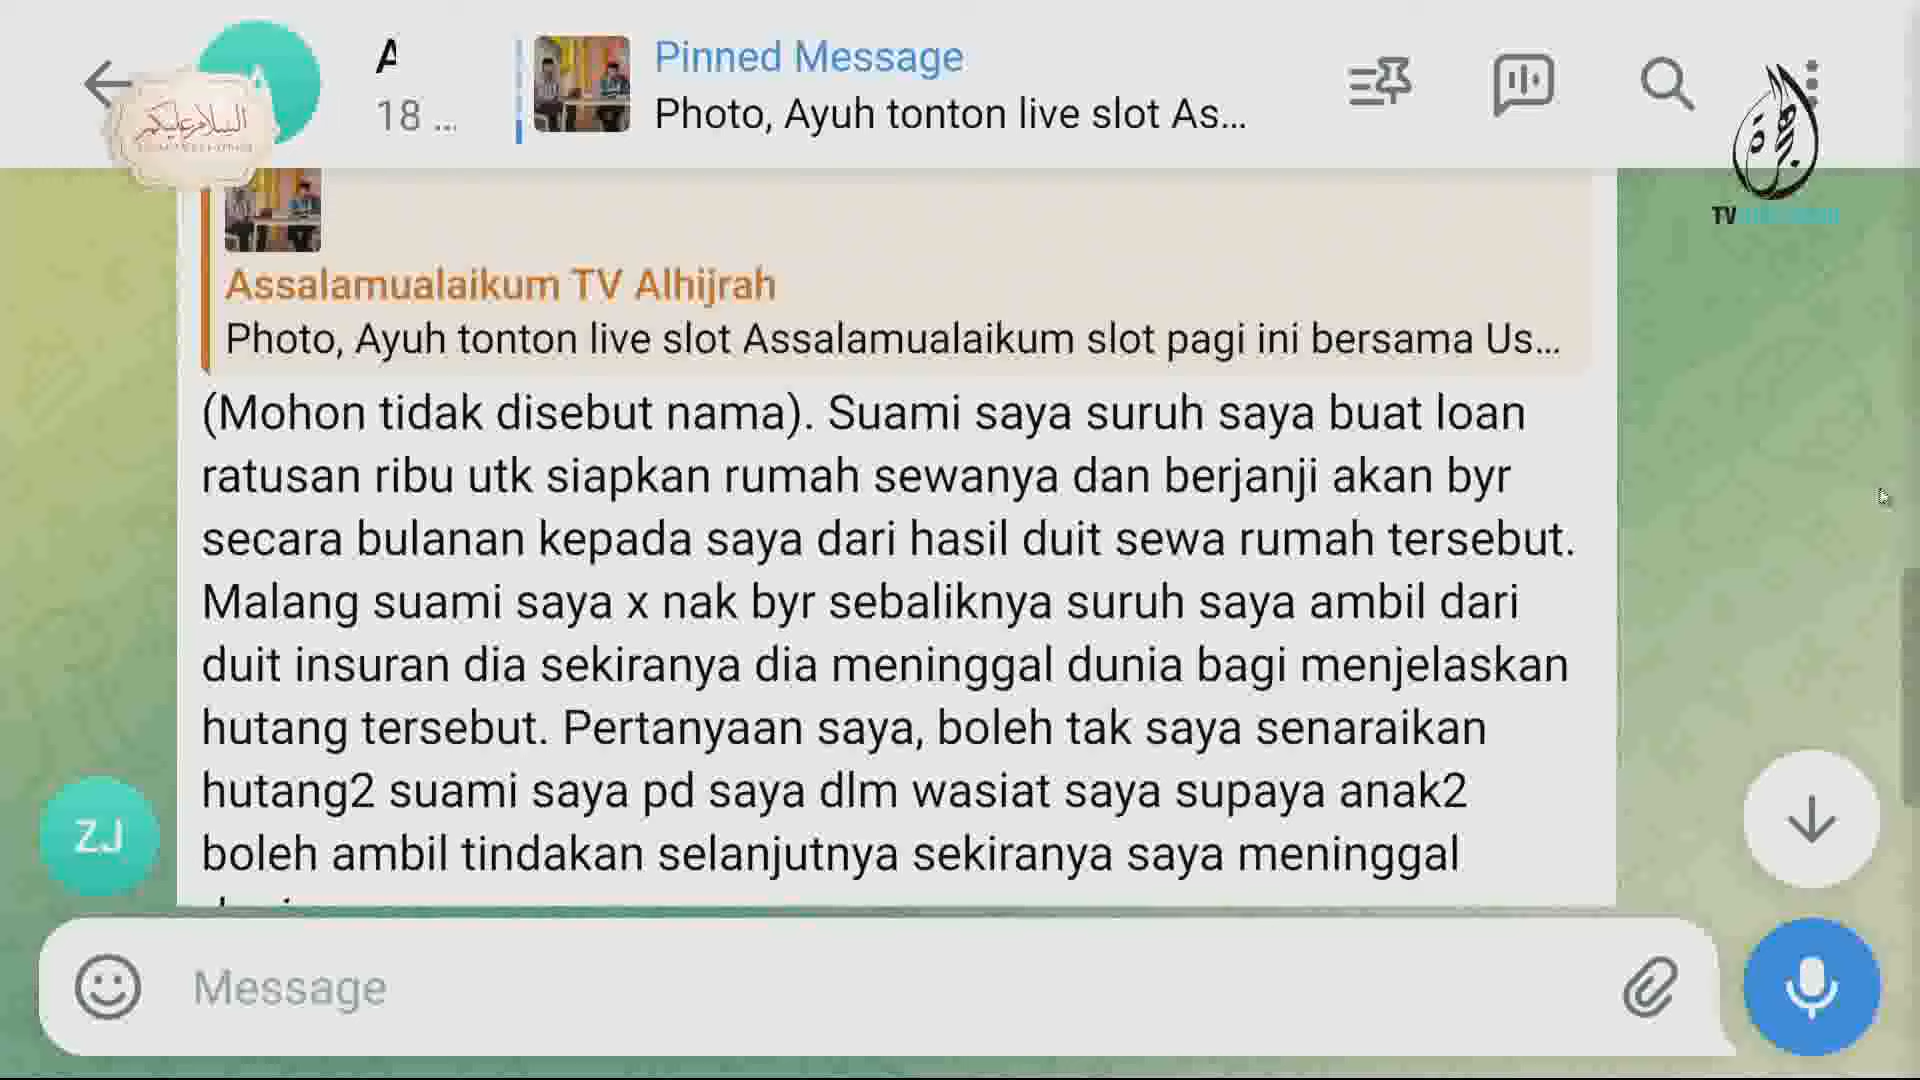 A
18 ...
Pinned Message
Photo, Ayuh tonton live slot As...
السلام عليكم
هجرة
TV
Assalamualaikum TV Alhijrah
Photo, Ayuh tonton live slot Assalamualaikum slot pagi ini bersama Us...
(Mohon tidak disebut nama). Suami saya suruh saya buat loan
ratusan ribu utk siapkan rumah sewanya dan berjanji akan byr
secara bulanan kepada saya dari hasil duit sewa rumah tersebut.
Malang suami saya x nak byr sebaliknya suruh saya ambil dari
duit insuran dia sekiranya dia meninggal dunia bagi menjelaskan
hutang tersebut. Pertanyaan saya, boleh tak saya senaraikan
hutang2 suami saya pd saya dlm wasiat saya supaya anak2
boleh ambil tindakan selanjutnya sekiranya saya meninggal
ZJ
Message